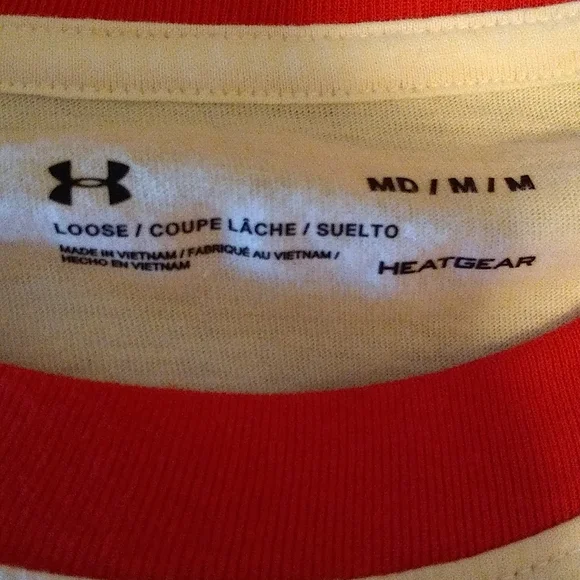 MD / M / M
LOOSE / COUPE LÂCHE / SUELTO
MADE IN VIETNAM / FABRIQUÉ AU VIETNAM /
HECHO EN VIETNAM
HEATGEAR